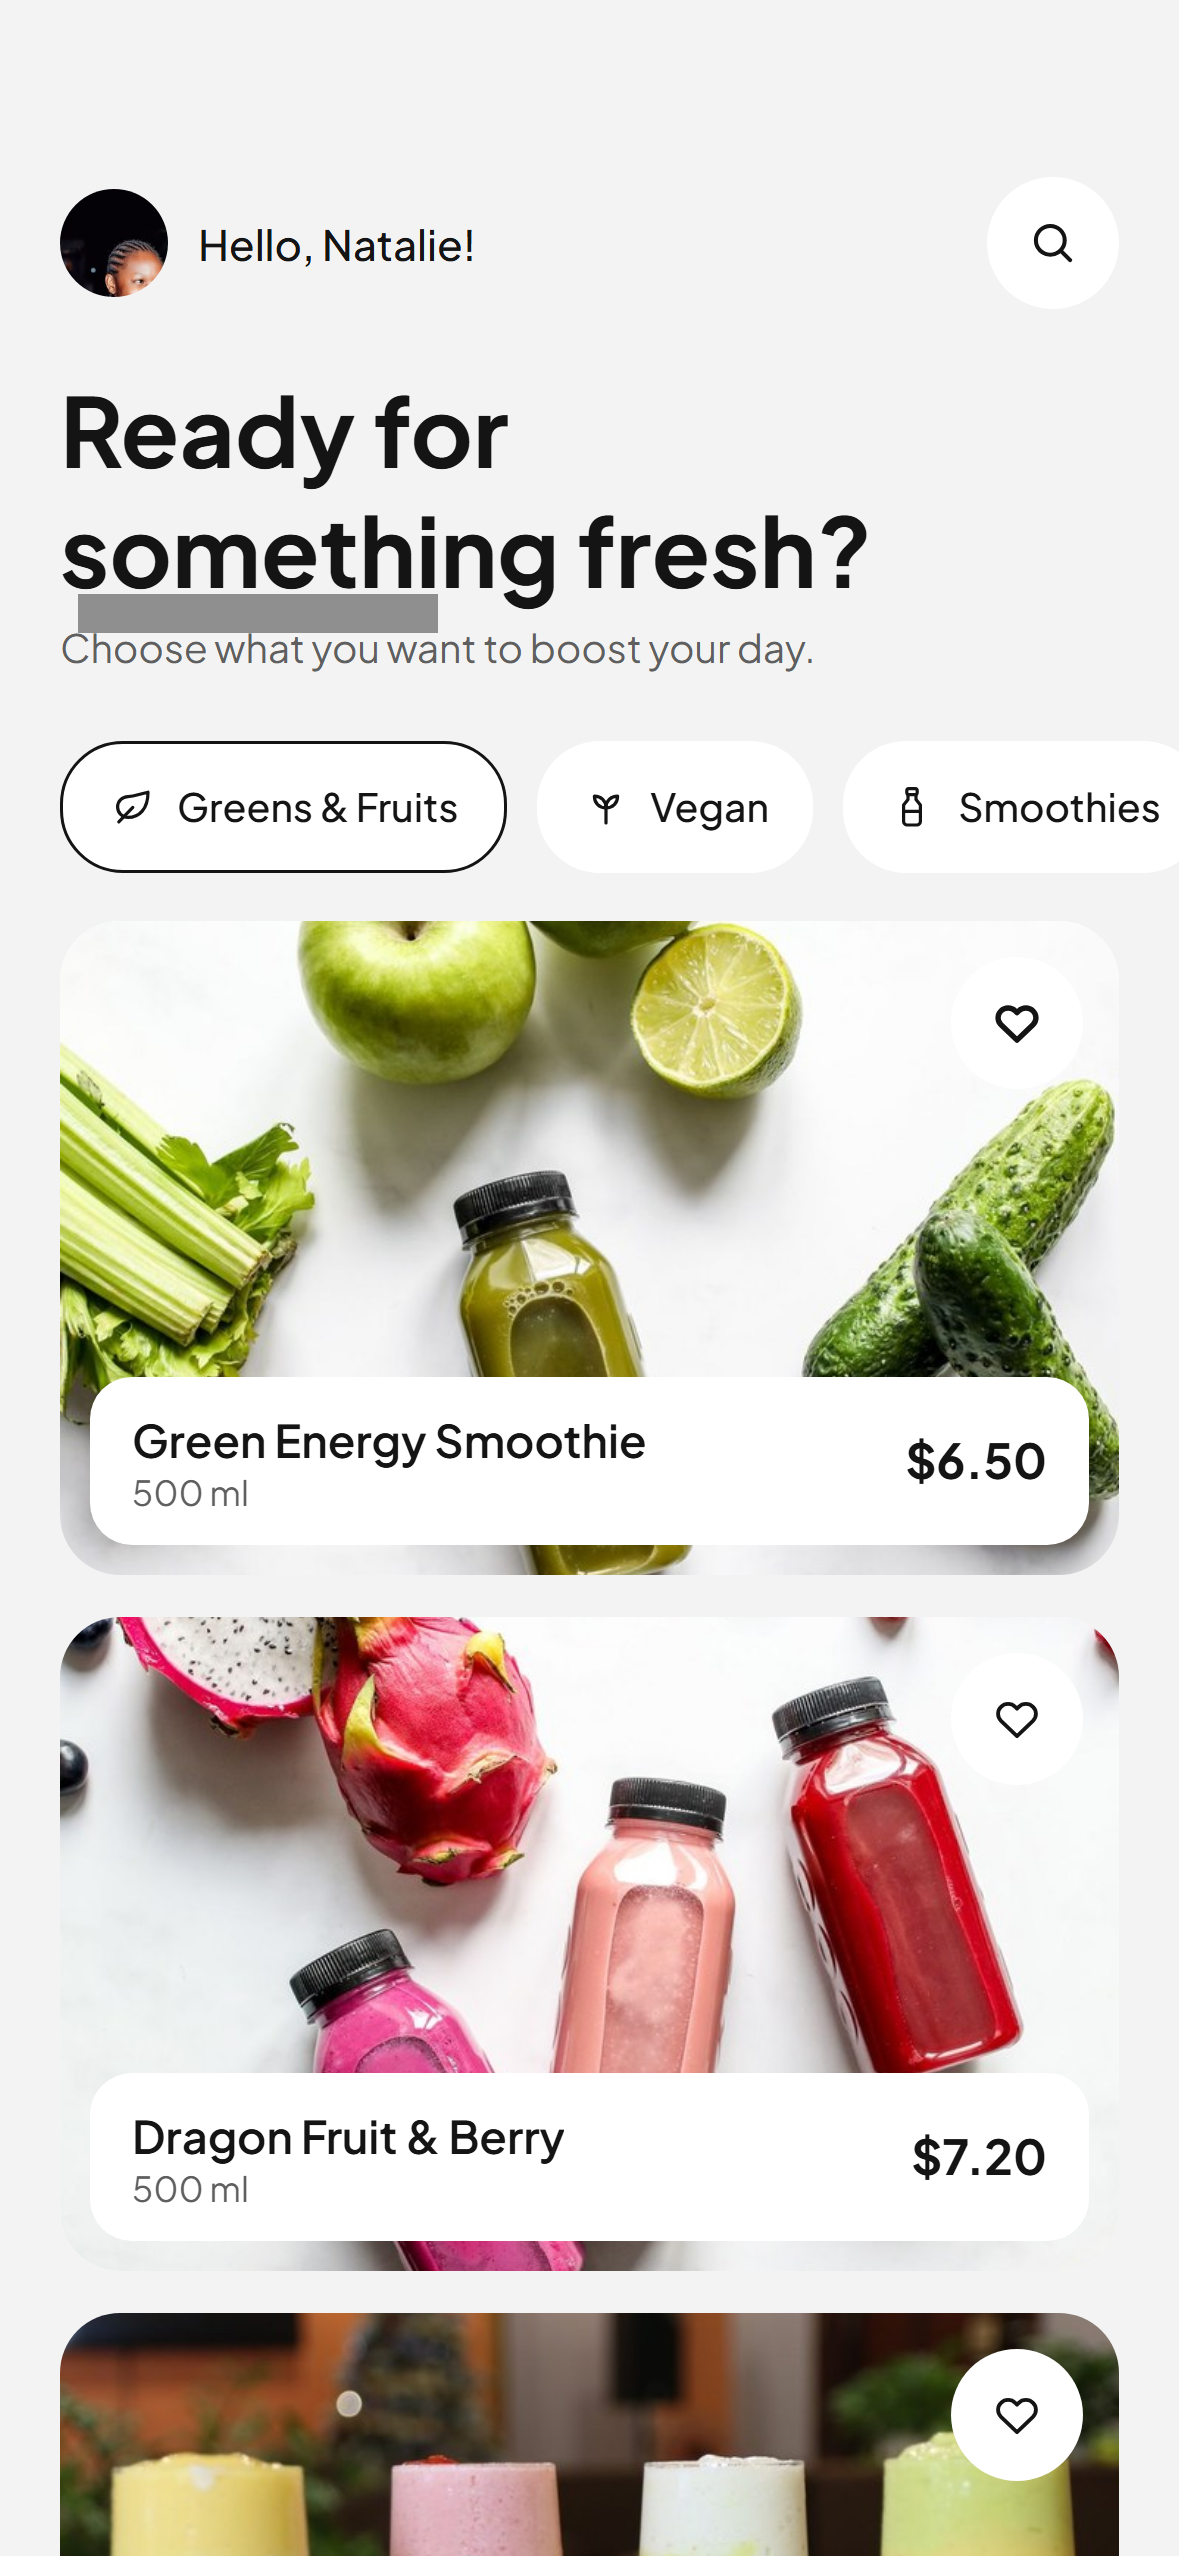 Hello, Natalie!
Ready for
something fresh?
Choose what you want to boost your day.
Greens & Fruits
Vegan
Smoothies
Green Energy Smoothie
500 ml
$6.50
Dragon Fruit & Berry
500 ml
$7.20